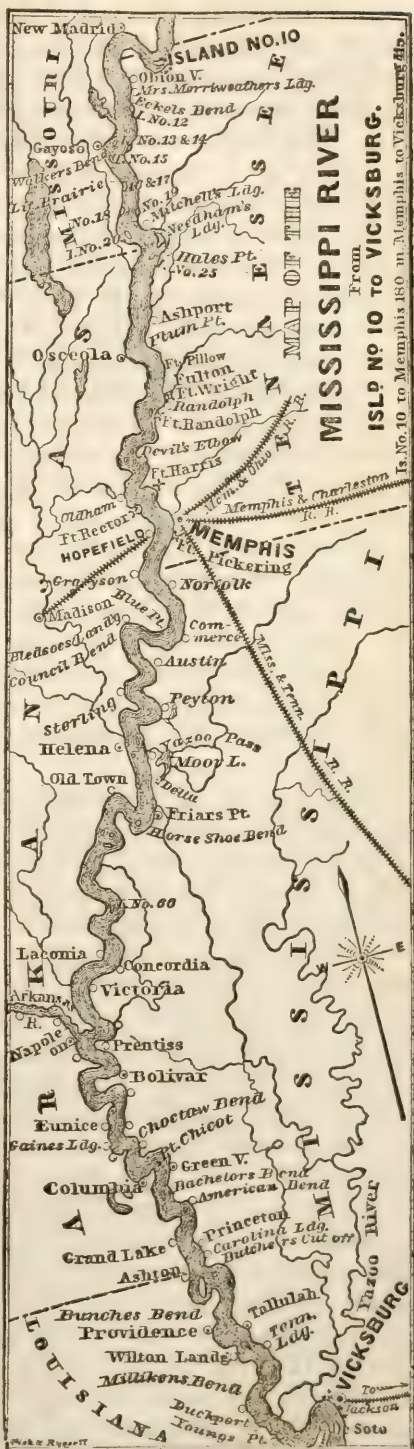 MAP OF THE
MISSISSIPPI RIVER
From
ISLD Nº 10 TO VICKSBURG.
Is. No. 10 to Memphis 180 m. Memphis to Vicksburg 415.
New Madrid
ISLAND NO. 10
Obion V.
Mrs Merriweathers Ldg.
Eckels Bend
I. No. 12
Gayoso
No. 13 & 14
Walkers Bend
I. No. 15
Lit. Prairie
16 & 17
No. 18
No. 19
Mitchell's Ldg.
Needham's
Ldg.
I. No. 20
Hales Pt.
No. 25
MISSOURI
TENNESSEE
Ashport
Plum Pt.
Osceola
Ft. Pillow
Fulton
Ft. Wright
Randolph
Ft. Randolph
Devil's Elbow
Ft. Harris
Mem. & Ohio R. R.
Oldham
Ft. Rector
HOPEFIELD
Memphis & Charleston
R. R.
MEMPHIS
Ft. Pickering
Grayson
Norfolk
Madison
Blue Pt.
Bledsoes Landg
Com-
merce
Council Bend
Austin
Miss. & Tenn. R. R.
Sterling
Peyton
Helena
Yazoo Pass
Moon L.
Old Town
Delta
Friars Pt.
Horse Shoe Bend
I. No. 66
ARKANSAS
MISSISSIPPI
W
E
Laconia
Concordia
Victoria
Arkans.
R.
Napole
on
Prentiss
Bolivar
Eunice
Choctaw Bend
Gaines Ldg.
Pt. Chicot
Green V.
Columbia
Bachelors Bend
American Bend
Princeton
Grand Lake
Carolina Ldg.
Butchers Cut off
Ashton
Bunches Bend
Tallulah
Providence
Tenn.
Ldg.
Wilton Landg.
Millikens Bend
Yazoo River
VICKSBURG
Duckport
Youngs Pt.
To
Jackson
Soto
LOUISIANA